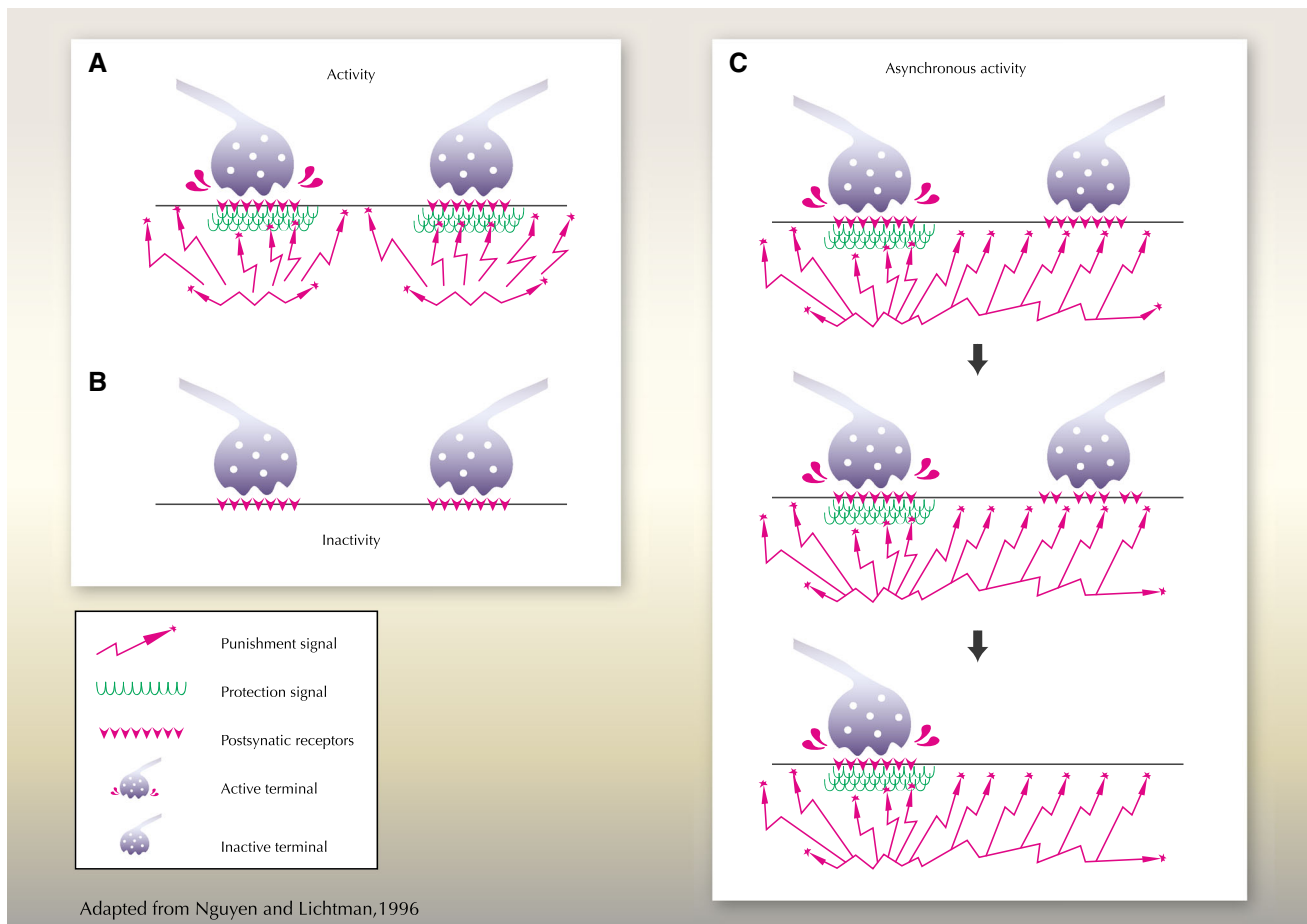 A
Activity
B
Inactivity
Punishment signal
Protection signal
Postsynatic receptors
Active terminal
Inactive terminal
Adapted from Nguyen and Lichtman,1996
C
Asynchronous activity